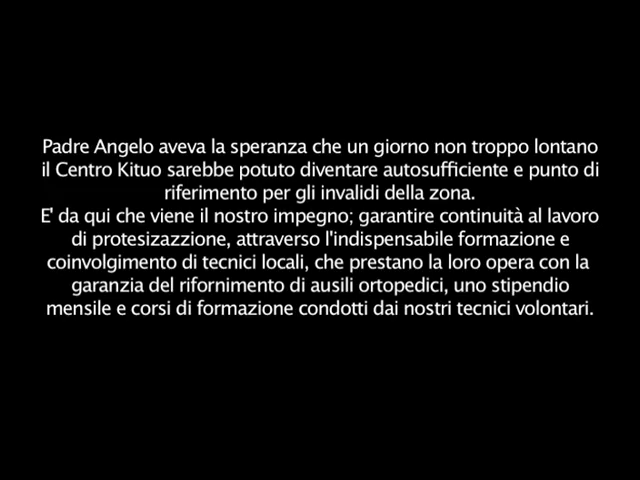 Padre Angelo aveva la speranza che un giorno non troppo lontano
il Centro Kituo sarebbe potuto diventare autosufficiente e punto di
riferimento per gli invalidi della zona.
E' da qui che viene il nostro impegno; garantire continuità al lavoro
di protesizazzione, attraverso l'indispensabile formazione e
coinvolgimento di tecnici locali, che prestano la loro opera con la
garanzia del rifornimento di ausili ortopedici, uno stipendio
mensile e corsi di formazione condotti dai nostri tecnici volontari.